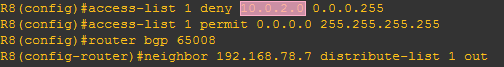 R8(config)#access-list 1 deny 10.0.2.0 0.0.0.255
R8(config)#access-list 1 permit 0.0.0.0 255.255.255.255
R8(config)#router bgp 65008
R8(config-router)#neighbor 192.168.78.7 distribute-list 1 out